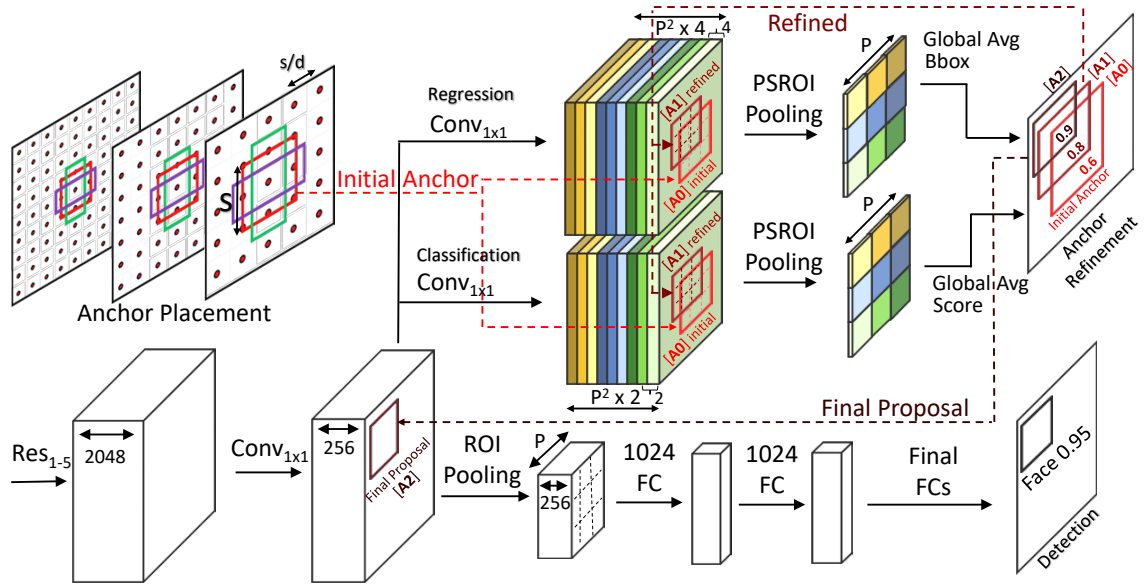 P² x 4
4
Refined
s/d
P
Global Avg
Bbox
[A2]
[A1]
[A0]
Regression
Conv1x1
[A1] refined
PSROI
Pooling
0.9
0.8
0.6
Initial Anchor
Initial Anchor
S
[A0] initial
P
Classification
Conv1x1
[A1] refined
PSROI
Pooling
Anchor
Refinement
Anchor Placement
Global Avg
Score
[A0] initial
P² x 2
2
Final Proposal
Res1-5
2048
Conv1x1
256
Final Proposal
[A2]
ROI
Pooling
P
256
1024
FC
1024
FC
Final
FCs
Face 0.95
Detection